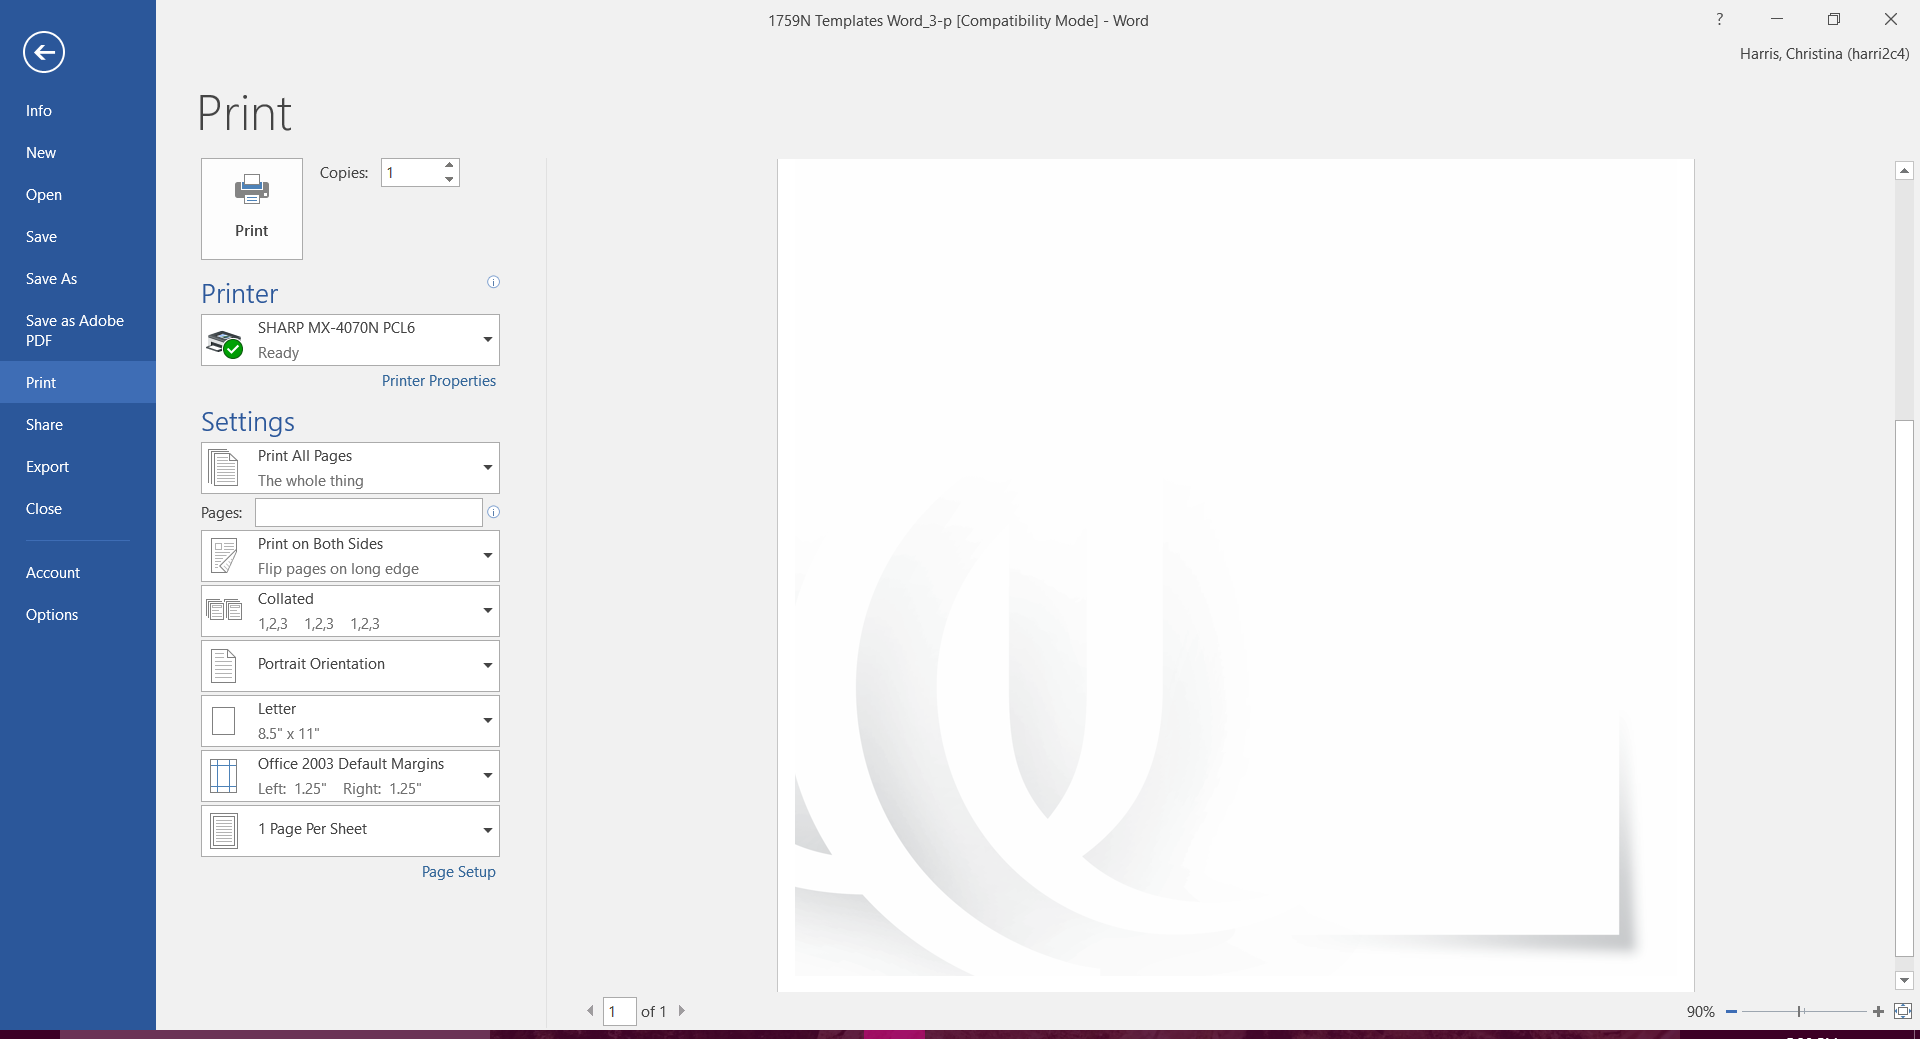 1759N Templates Word_3-p [Compatibility Mode] - Word
?
Harris, Christina (harri2c4)
Info
New
Open
Save
Save As
Save as Adobe
PDF
Print
Share
Export
Close
Account
Options
Print
Print
Copies: 1
Printer
SHARP MX-4070N PCL6
Ready
Printer Properties
Settings
Print All Pages
The whole thing
Pages:
Print on Both Sides
Flip pages on long edge
Collated
1,2,3 1,2,3 1,2,3
Portrait Orientation
Letter
8.5" x 11"
Office 2003 Default Margins
Left: 1.25" Right: 1.25"
1 Page Per Sheet
Page Setup
1 of 1
90%